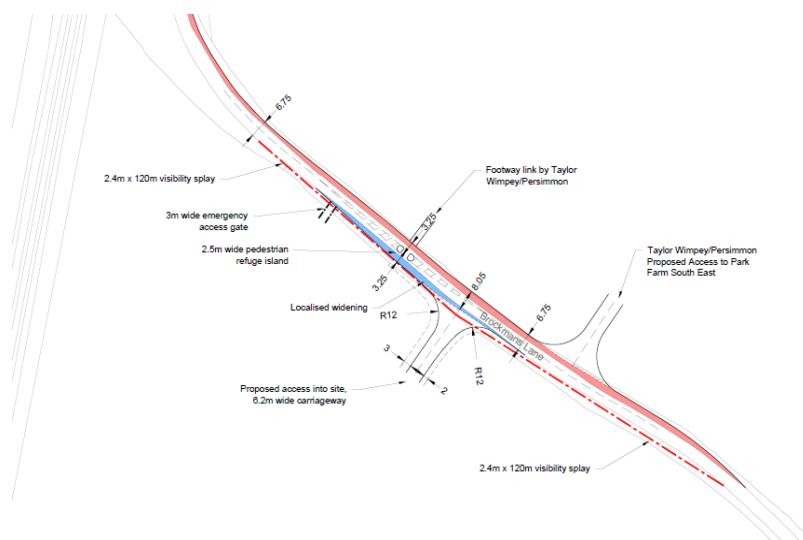 6.75
2.4m x 120m visibility splay
Footway link by Taylor
Wimpey/Persimmon
3m wide emergency
access gate
3.25
2.5m wide pedestrian
refuge island
Taylor Wimpey/Persimmon
Proposed Access to Park
Farm South East
3.25
8.05
Localised widening
R12
6.75
Brockmans Lane
3
R12
2
Proposed access into site,
6.2m wide carriageway
2.4m x 120m visibility splay